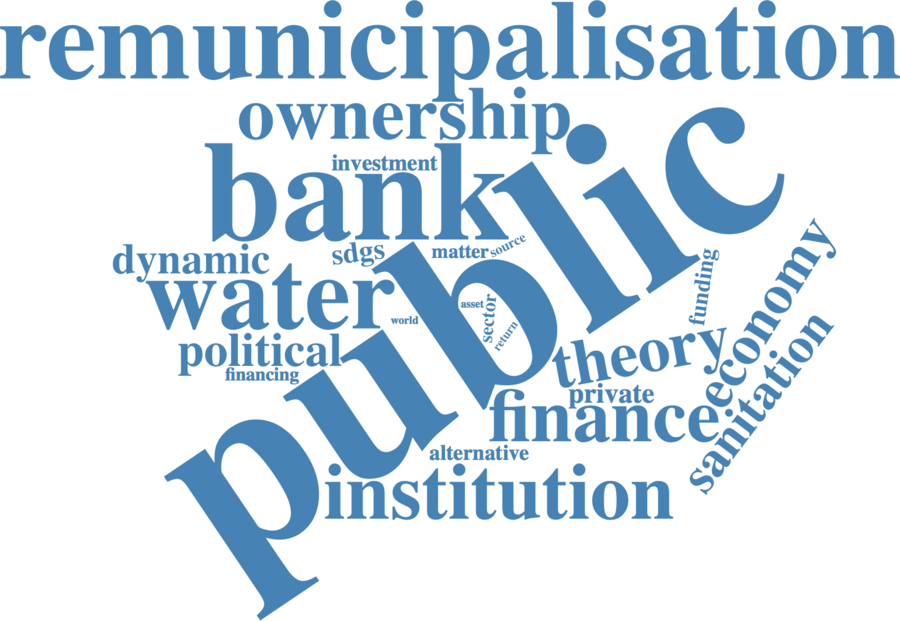 remunicipalisation
ownership
investment
bank
public
dynamic
sdgs
matter
source
water
world
asset
sector
return
funding
economy
political
financing
theory
private
finance
sanitation
alternative
institution